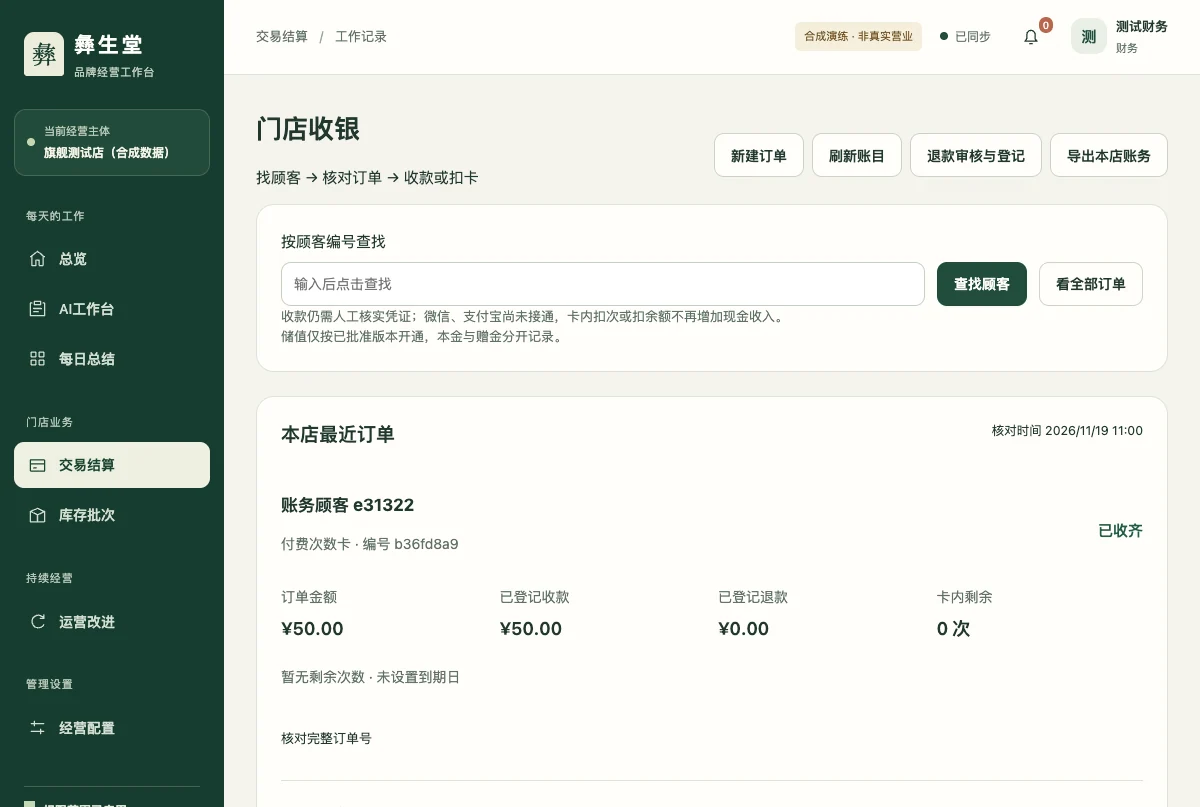 彝
彝生堂
品牌经营工作台
当前经营主体
旗舰测试店（合成数据）
每天的工作
总览
AI工作台
每日总结
门店业务
交易结算
库存批次
持续经营
运营改进
管理设置
经营配置
交易结算 / 工作记录
合成演练 · 非真实营业
已同步
0
测
测试财务
财务
门店收银
找顾客 → 核对订单 → 收款或扣卡
新建订单
刷新账目
退款审核与登记
导出本店账务
按顾客编号查找
输入后点击查找
查找顾客
看全部订单
收款仍需人工核实凭证；微信、支付宝尚未接通，卡内扣次或扣余额不再增加现金收入。
储值仅按已批准版本开通，本金与赠金分开记录。
本店最近订单
核对时间 2026/11/19 11:00
账务顾客 e31322
付费次数卡 · 编号 b36fd8a9
已收齐
订单金额 已登记收款 已登记退款 卡内剩余
¥50.00 ¥50.00 ¥0.00 0 次
暂无剩余次数 · 未设置到期日
核对完整订单号